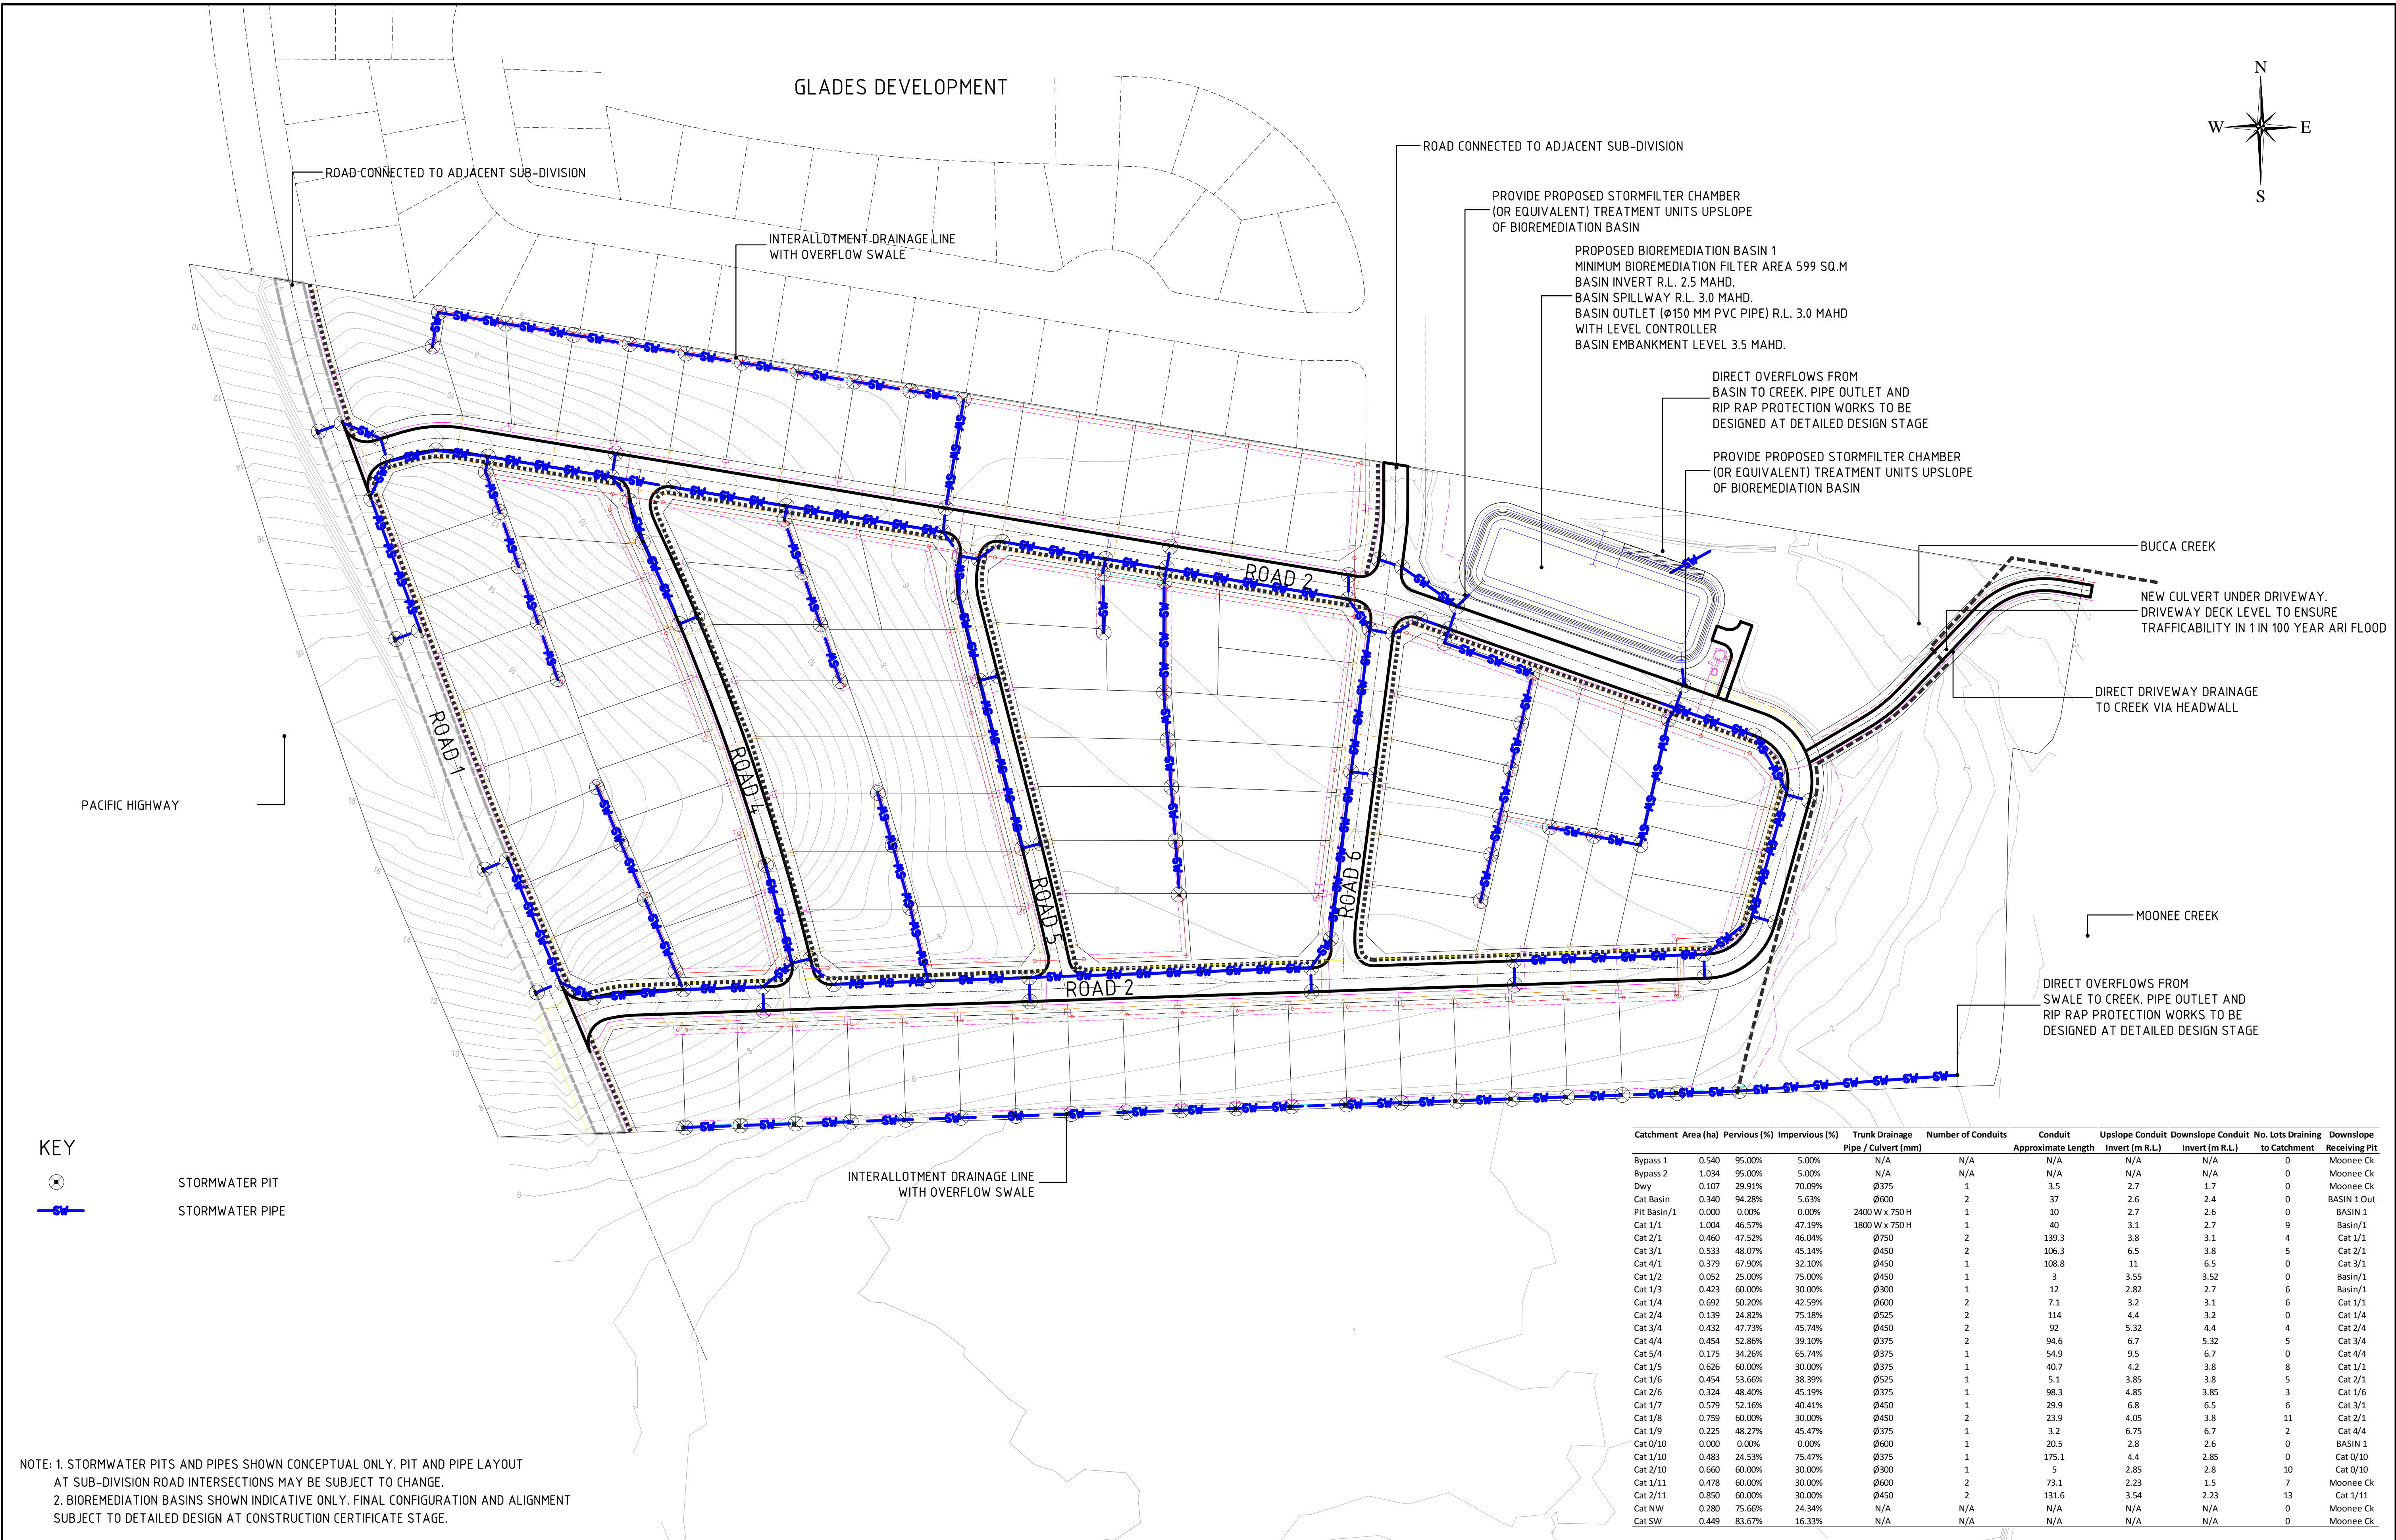 GLADES DEVELOPMENT
N
W
E
S
ROAD CONNECTED TO ADJACENT SUB-DIVISION
ROAD CONNECTED TO ADJACENT SUB-DIVISION
INTERALLOTMENT DRAINAGE LINE
WITH OVERFLOW SWALE
PROVIDE PROPOSED STORMFILTER CHAMBER
(OR EQUIVALENT) TREATMENT UNITS UPSLOPE
OF BIOREMEDIATION BASIN
PROPOSED BIOREMEDIATION BASIN 1
MINIMUM BIOREMEDIATION FILTER AREA 599 SQ.M
BASIN INVERT R.L. 2.5 MAHD.
BASIN SPILLWAY R.L. 3.0 MAHD.
BASIN OUTLET (Ø150 MM PVC PIPE) R.L. 3.0 MAHD
WITH LEVEL CONTROLLER
BASIN EMBANKMENT LEVEL 3.5 MAHD.
DIRECT OVERFLOWS FROM
BASIN TO CREEK. PIPE OUTLET AND
RIP RAP PROTECTION WORKS TO BE
DESIGNED AT DETAILED DESIGN STAGE
PROVIDE PROPOSED STORMFILTER CHAMBER
(OR EQUIVALENT) TREATMENT UNITS UPSLOPE
OF BIOREMEDIATION BASIN
BUCCA CREEK
NEW CULVERT UNDER DRIVEWAY.
DRIVEWAY DECK LEVEL TO ENSURE
TRAFFICABILITY IN 1 IN 100 YEAR ARI FLOOD
DIRECT DRIVEWAY DRAINAGE
TO CREEK VIA HEADWALL
ROAD 2
ROAD 1
ROAD 4
ROAD 5
ROAD 6
ROAD 2
PACIFIC HIGHWAY
MOONEE CREEK
DIRECT OVERFLOWS FROM
SWALE TO CREEK. PIPE OUTLET AND
RIP RAP PROTECTION WORKS TO BE
DESIGNED AT DETAILED DESIGN STAGE
INTERALLOTMENT DRAINAGE LINE
WITH OVERFLOW SWALE
KEY
STORMWATER PIT
SW STORMWATER PIPE
NOTE: 1. STORMWATER PITS AND PIPES SHOWN CONCEPTUAL ONLY. PIT AND PIPE LAYOUT
AT SUB-DIVISION ROAD INTERSECTIONS MAY BE SUBJECT TO CHANGE.
2. BIOREMEDIATION BASINS SHOWN INDICATIVE ONLY. FINAL CONFIGURATION AND ALIGNMENT
SUBJECT TO DETAILED DESIGN AT CONSTRUCTION CERTIFICATE STAGE.
Catchment Area (ha) Pervious (%) Impervious (%) Trunk Drainage Number of Conduits Conduit Upslope Conduit Downslope Conduit No. Lots Draining Downslope
Pipe / Culvert (mm) Approximate Length Invert (m R.L.) Invert (m R.L.) to Catchment Receiving Pit
Bypass 1 0.540 95.00% 5.00% N/A N/A N/A N/A N/A 0 Moonee Ck
Bypass 2 1.034 95.00% 5.00% N/A N/A N/A N/A N/A 0 Moonee Ck
Dwy 0.107 29.91% 70.09% Ø375 1 3.5 2.7 1.7 0 Moonee Ck
Cat Basin 0.340 94.28% 5.63% Ø600 2 37 2.6 2.4 0 BASIN 1 Out
Pit Basin/1 0.000 0.00% 0.00% 2400 W x 750 H 1 10 2.7 2.6 0 BASIN 1
Cat 1/1 1.004 46.57% 47.19% 1800 W x 750 H 1 40 3.1 2.7 9 Basin/1
Cat 2/1 0.460 47.52% 46.04% Ø750 2 139.3 3.8 3.1 4 Cat 1/1
Cat 3/1 0.533 48.07% 45.14% Ø450 2 106.3 6.5 3.8 5 Cat 2/1
Cat 4/1 0.379 67.90% 32.10% Ø450 1 108.8 11 6.5 0 Cat 3/1
Cat 1/2 0.052 25.00% 75.00% Ø450 1 3 3.55 3.52 0 Basin/1
Cat 1/3 0.423 60.00% 30.00% Ø300 1 12 2.82 2.7 6 Basin/1
Cat 1/4 0.692 50.20% 42.59% Ø600 2 7.1 3.2 3.1 6 Cat 1/1
Cat 2/4 0.139 24.82% 75.18% Ø525 2 114 4.4 3.2 0 Cat 1/4
Cat 3/4 0.432 47.73% 45.74% Ø450 2 92 5.32 4.4 4 Cat 2/4
Cat 4/4 0.454 52.86% 39.10% Ø375 2 94.6 6.7 5.32 5 Cat 3/4
Cat 5/4 0.175 34.26% 65.74% Ø375 1 54.9 9.5 6.7 0 Cat 4/4
Cat 1/5 0.626 60.00% 30.00% Ø375 1 40.7 4.2 3.8 8 Cat 1/1
Cat 1/6 0.454 53.66% 38.39% Ø525 1 5.1 3.85 3.8 5 Cat 2/1
Cat 2/6 0.324 48.40% 45.19% Ø375 1 98.3 4.85 3.85 3 Cat 1/6
Cat 1/7 0.579 52.16% 40.41% Ø450 1 29.9 6.8 6.5 6 Cat 3/1
Cat 1/8 0.759 60.00% 30.00% Ø450 2 23.9 4.05 3.8 11 Cat 2/1
Cat 1/9 0.225 48.27% 45.47% Ø375 1 3.2 6.75 6.7 2 Cat 4/4
Cat 0/10 0.000 0.00% 0.00% Ø600 1 20.5 2.8 2.6 0 BASIN 1
Cat 1/10 0.483 24.53% 75.47% Ø375 1 175.1 4.4 2.85 0 Cat 0/10
Cat 2/10 0.660 60.00% 30.00% Ø300 1 5 2.85 2.8 10 Cat 0/10
Cat 1/11 0.478 60.00% 30.00% Ø600 2 73.1 2.23 1.5 7 Moonee Ck
Cat 2/11 0.850 60.00% 30.00% Ø450 2 131.6 3.54 2.23 13 Cat 1/11
Cat NW 0.280 75.66% 24.34% N/A N/A N/A N/A N/A 0 Moonee Ck
Cat SW 0.449 83.67% 16.33% N/A N/A N/A N/A N/A 0 Moonee Ck